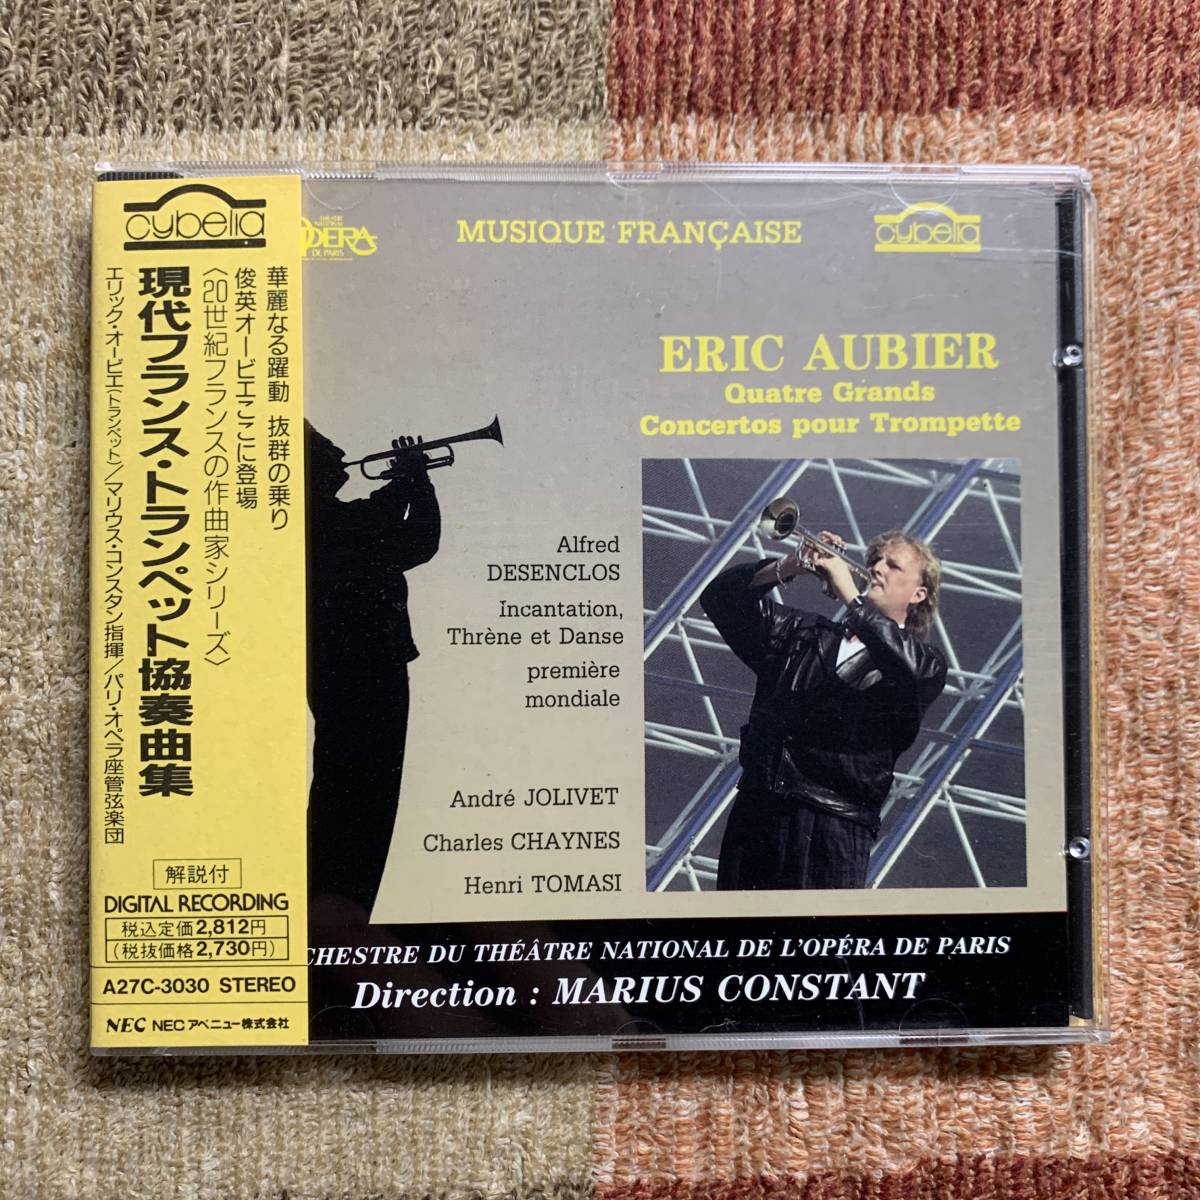 cybelia
華麗なる躍動 抜群の乗り
俊英オービエここに登場
〈20世紀フランスの作曲家シリーズ〉
現代フランス・トランペット協奏曲集
エリック・オービエ(トランペット)/マリウス・コンスタン指揮/パリ・オペラ座管弦楽団
解説付
DIGITAL RECORDING
税込定価2,812円
(税抜価格2,730円)
A27C-3030 STEREO
NEC NECアベニュー株式会社
THÉÂTRE
NATIONAL
OPÉRA
DE PARIS
MUSIQUE FRANÇAISE
cybelia
ERIC AUBIER
Quatre Grands
Concertos pour Trompette
Alfred
DESENCLOS
Incantation,
Thrène et Danse
première
mondiale
André JOLIVET
Charles CHAYNES
Henri TOMASI
CHESTRE DU THÉÂTRE NATIONAL DE L'OPÉRA DE PARIS
Direction : MARIUS CONSTANT